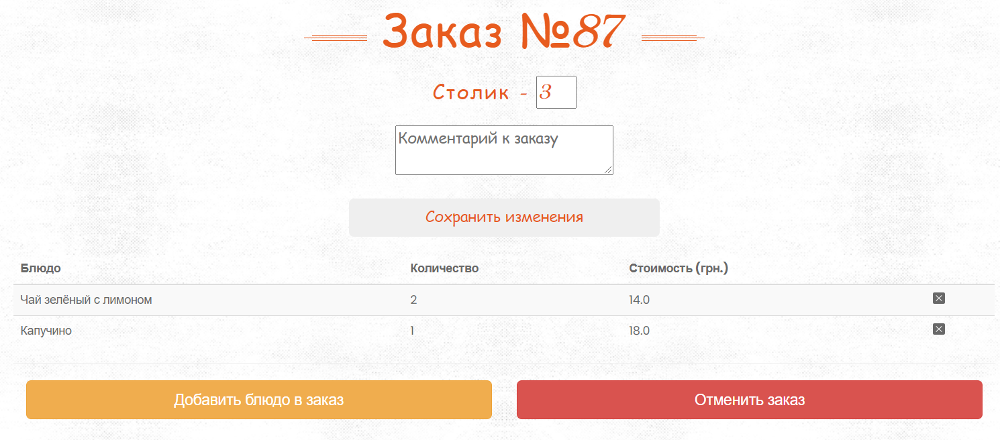 Заказ №87
Столик - 3
Комментарий к заказу
Сохранить изменения
Блюдо Количество Стоимость (грн.)
Чай зелёный с лимоном 2 14.0
Капучино 1 18.0
Добавить блюдо в заказ Отменить заказ